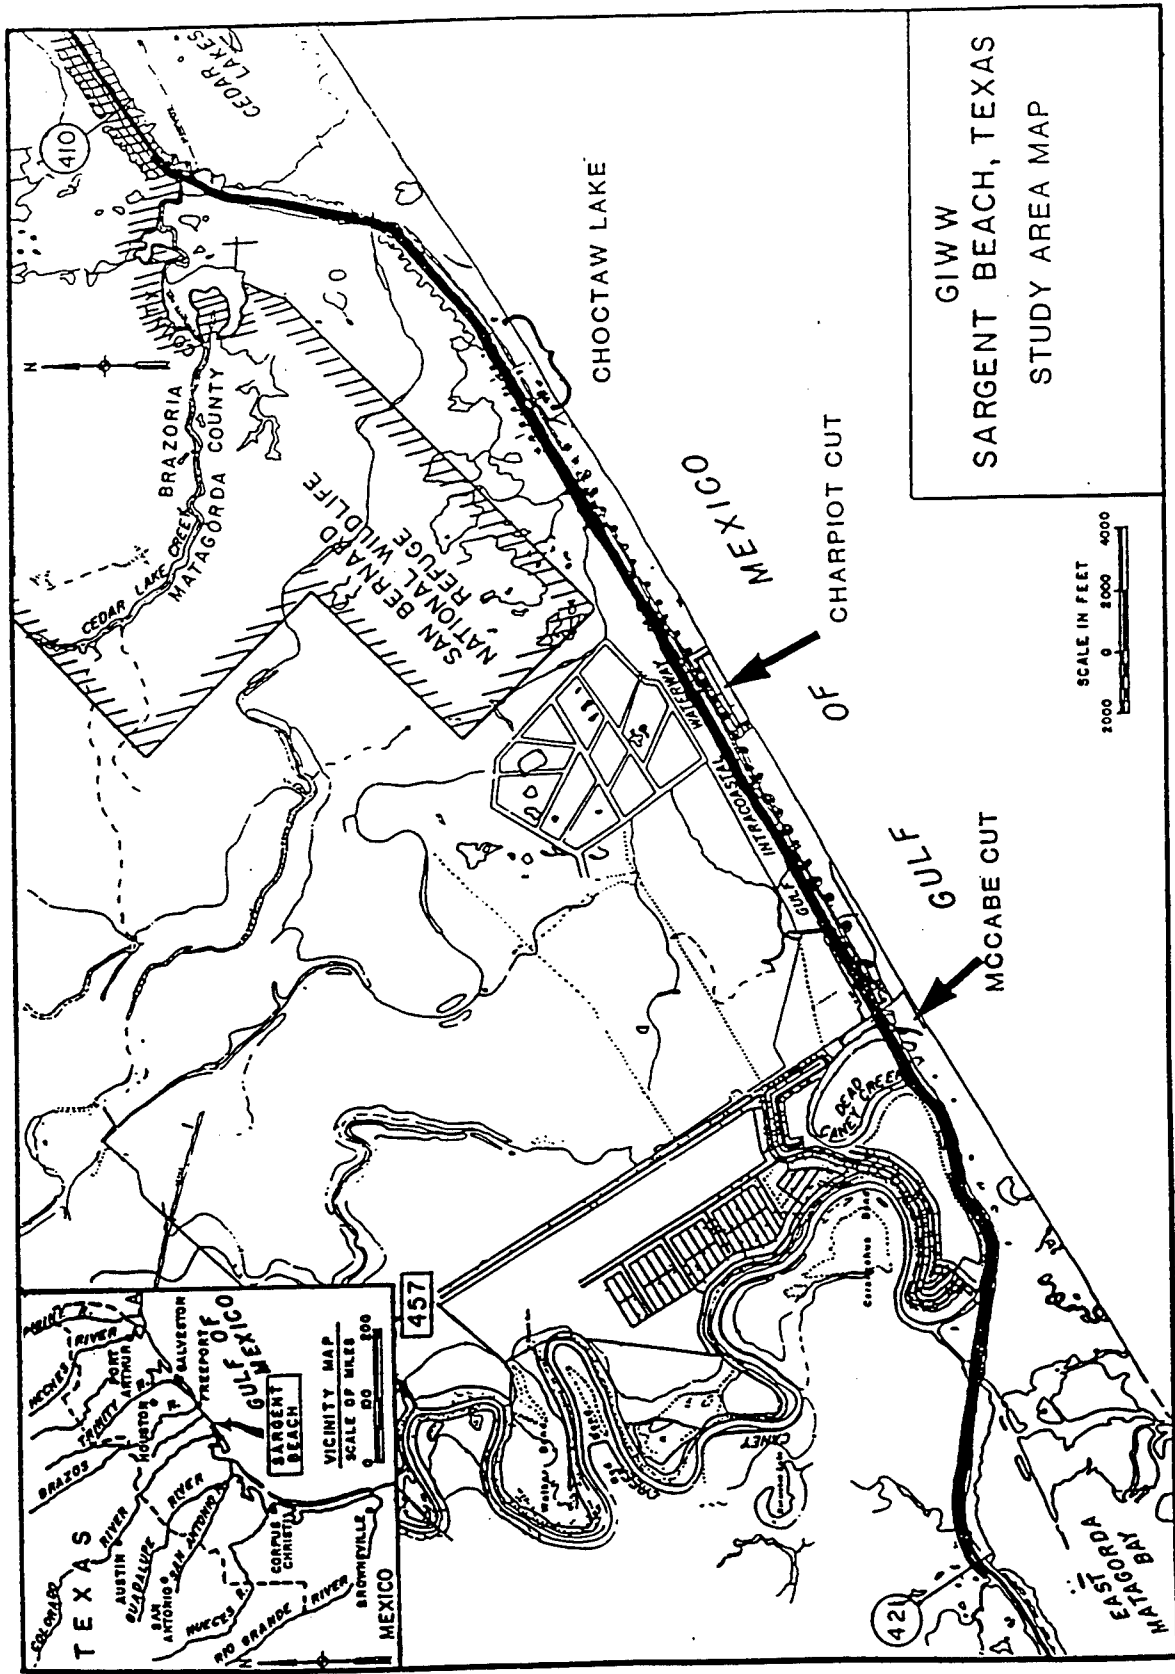 GIWW
SARGENT BEACH, TEXAS
STUDY AREA MAP
SCALE IN FEET
2000 0 2000 4000
410
CEDAR
LAKES
N
BRAZORIA
COUNTY
MATAGORDA COUNTY
CEDAR LAKE CREEK
SAN BERNARD
NATIONAL WILDLIFE
REFUGE
CHOCTAW LAKE
CHARPIOT CUT
MCCABE CUT
GULF OF MEXICO
GULF INTRACOASTAL WATERWAY
DEAD
CANEY CREEK
CANEY
CREEK
457
421
EAST
MATAGORDA
BAY
TEXAS
COLORADO
RIVER
AUSTIN
GUADALUPE
RIVER
SAN
ANTONIO
SAN ANTONIO R.
NUECES R.
RIO GRANDE
RIVER
BRAZOS
TRINITY
R.
NECHES
RIVER
PORT
ARTHUR
LA
HOUSTON
GALVESTON
FREEPORT
GULF OF
MEXICO
SARGENT
BEACH
CORPUS
CHRISTI
BROWNSVILLE
MEXICO
N
VICINITY MAP
SCALE OF MILES
0 100 200